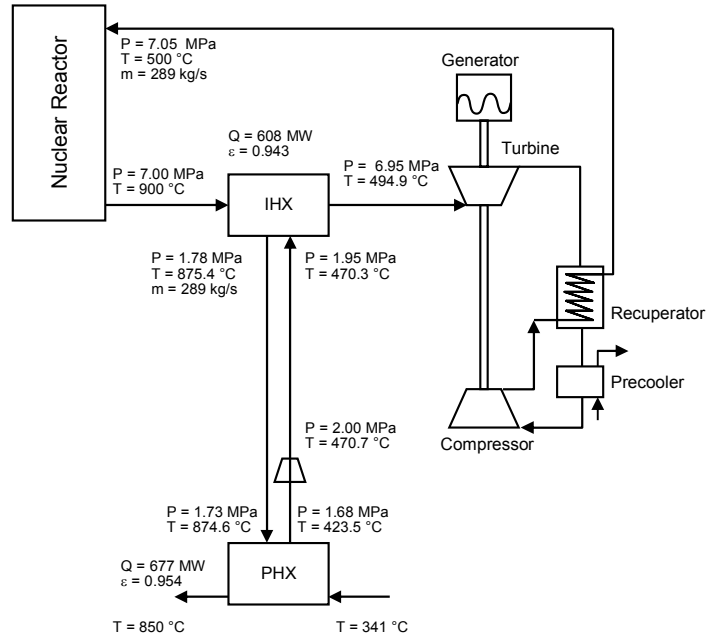 Nuclear Reactor
P = 7.05 MPa
T = 500 °C
m = 289 kg/s
Generator
Q = 608 MW
ε = 0.943
Turbine
P = 7.00 MPa
T = 900 °C
P = 6.95 MPa
T = 494.9 °C
IHX
P = 1.78 MPa
T = 875.4 °C
m = 289 kg/s
P = 1.95 MPa
T = 470.3 °C
Recuperator
Precooler
P = 2.00 MPa
T = 470.7 °C
Compressor
P = 1.73 MPa
T = 874.6 °C
P = 1.68 MPa
T = 423.5 °C
Q = 677 MW
ε = 0.954
PHX
T = 850 °C
T = 341 °C